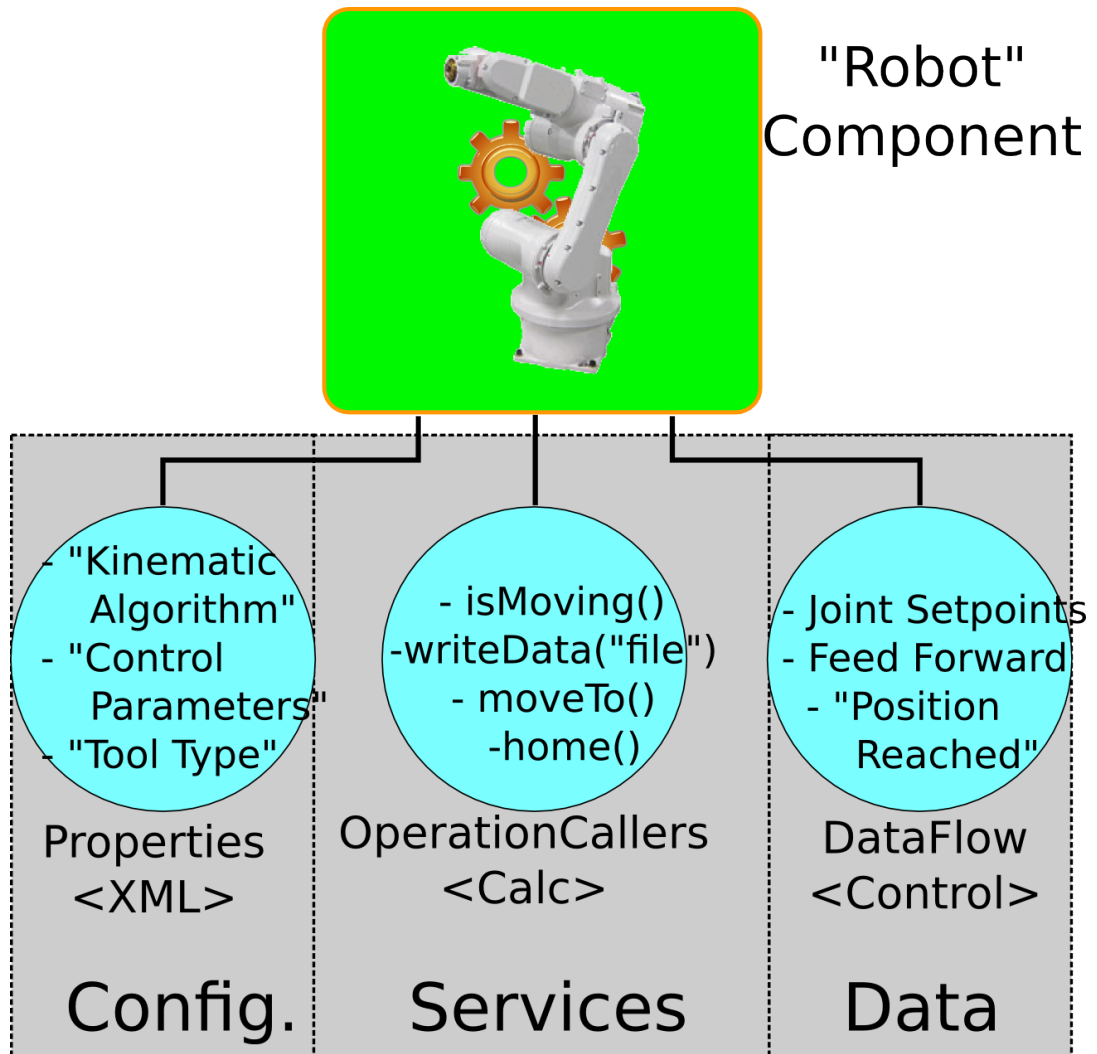 "Robot"
Component
- "Kinematic
Algorithm"
- "Control
Parameters"
- "Tool Type"
Properties
<XML>
Config.
- isMoving()
-writeData("file")
- moveTo()
-home()
OperationCallers
<Calc>
Services
- Joint Setpoints
- Feed Forward
- "Position
Reached"
DataFlow
<Control>
Data